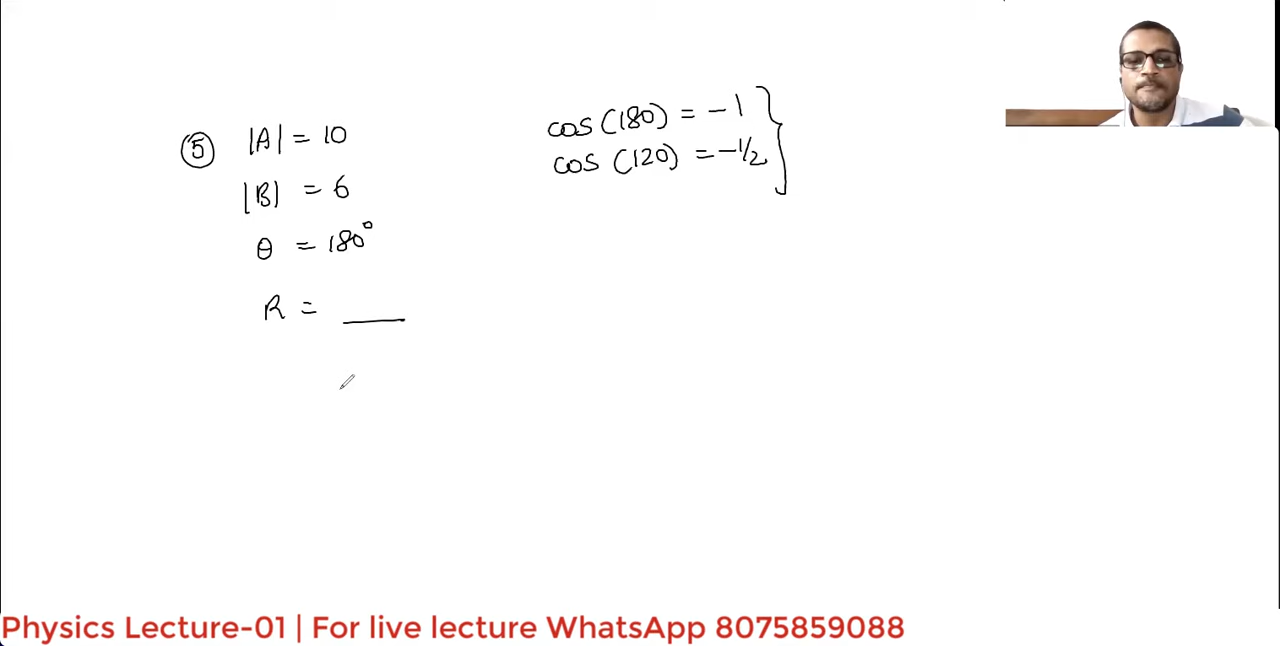 ⑤ |A| = 10
|B| = 6
θ = 180°
R = ___
cos (180) = -1
cos (120) = -1/2
Physics Lecture-01 | For live lecture WhatsApp 8075859088